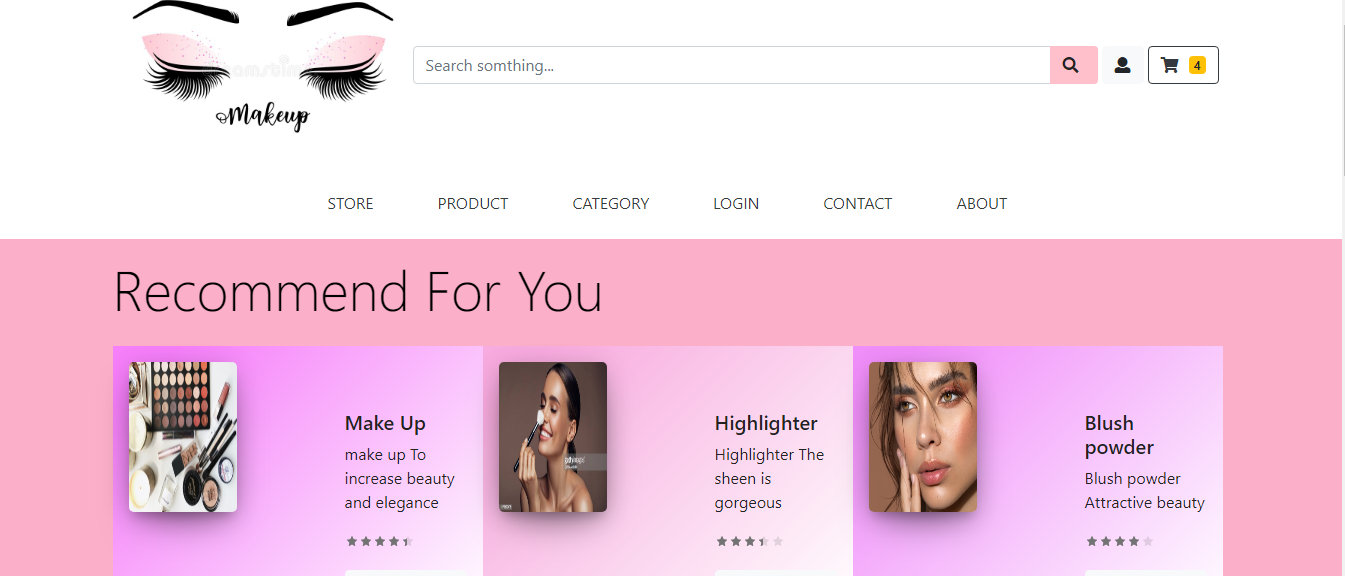 Makeup
Search somthing...
4
STORE PRODUCT CATEGORY LOGIN CONTACT ABOUT
Recommend For You
Make Up
make up To
increase beauty
and elegance
Highlighter
Highlighter The
sheen is
gorgeous
Blush
powder
Blush powder
Attractive beauty